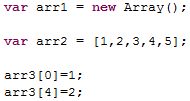 var arr1 = new Array();
var arr2 = [1,2,3,4,5];
arr3[0]=1;
arr3[4]=2;